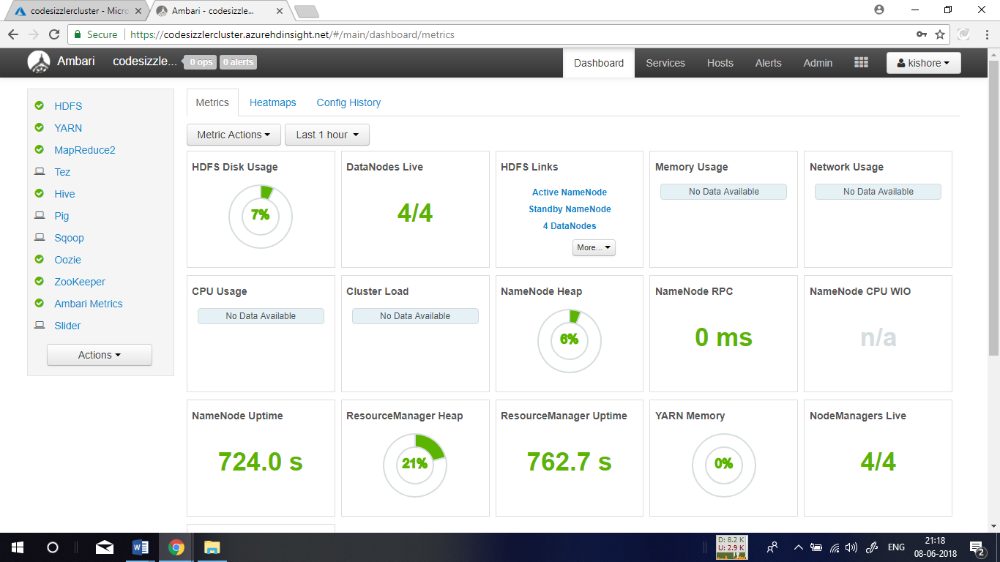 codesizzlercluster - Micro
Ambari - codesizzle...
Secure
https://codesizzlercluster.azurehdinsight.net/#/main/dashboard/metrics
Ambari
codesizzle...
0 ops
0 alerts
Dashboard
Services
Hosts
Alerts
Admin
kishore
HDFS
YARN
MapReduce2
Tez
Hive
Pig
Sqoop
Oozie
ZooKeeper
Ambari Metrics
Slider
Actions
Metrics
Heatmaps
Config History
Metric Actions
Last 1 hour
HDFS Disk Usage
7%
DataNodes Live
4/4
HDFS Links
Active NameNode
Standby NameNode
4 DataNodes
More...
Memory Usage
No Data Available
Network Usage
No Data Available
CPU Usage
No Data Available
Cluster Load
No Data Available
NameNode Heap
6%
NameNode RPC
0 ms
NameNode CPU WIO
n/a
NameNode Uptime
724.0 s
ResourceManager Heap
21%
ResourceManager Uptime
762.7 s
YARN Memory
0%
NodeManagers Live
4/4
D: 8.2 K
U: 2.9 K
ENG
21:18
08-06-2018
2